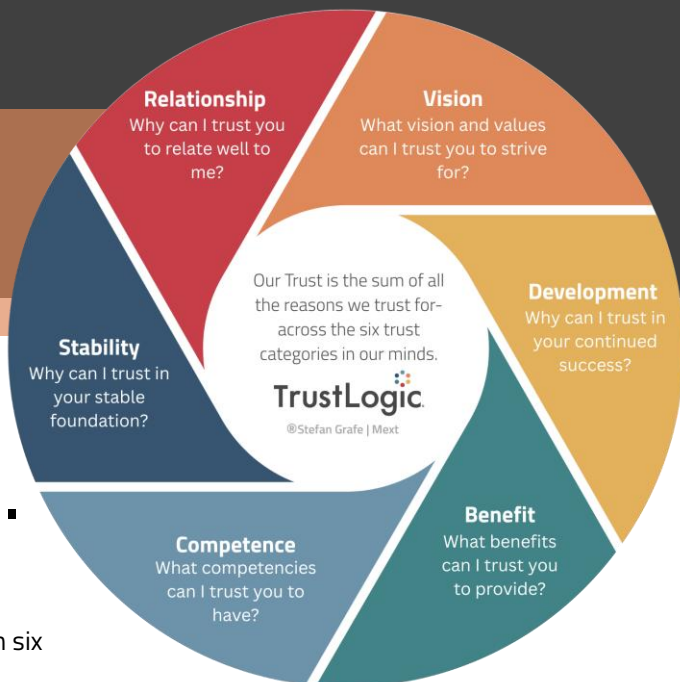 Relationship
Why can I trust you
to relate well to
me?
Vision
What vision and values
can I trust you to strive
for?
Development
Why can I trust in
your continued
success?
Benefit
What benefits
can I trust you
to provide?
Competence
What competencies
can I trust you to
have?
Stability
Why can I trust in
your stable
foundation?
Our Trust is the sum of all
the reasons we trust for-
across the six trust
categories in our minds.
TrustLogic.
®Stefan Grafe | Mext
six